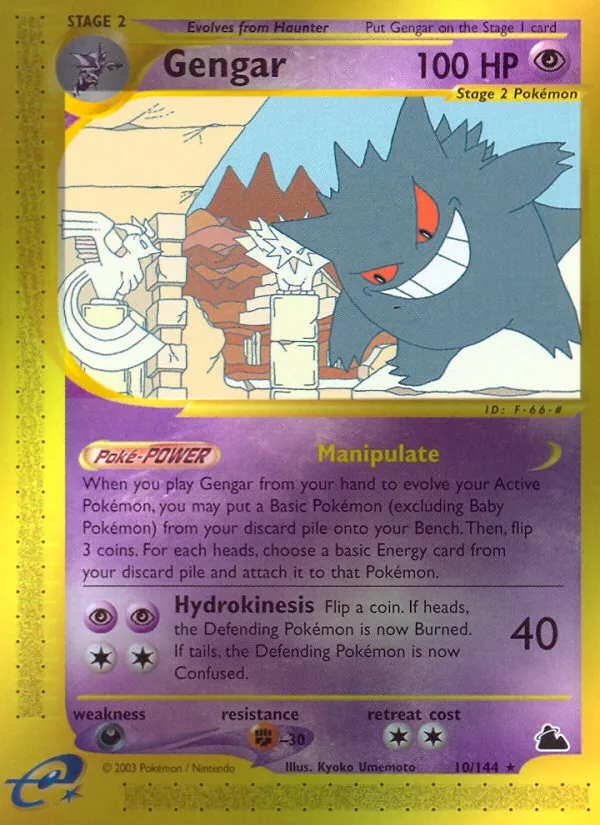 STAGE 2
Evolves from Haunter
Put Gengar on the Stage 1 card
Gengar
100 HP
Stage 2 Pokémon
ID: F-66-#
Poké-POWER
Manipulate
When you play Gengar from your hand to evolve your Active
Pokémon, you may put a Basic Pokémon (excluding Baby
Pokémon) from your discard pile onto your Bench. Then, flip
3 coins. For each heads, choose a basic Energy card from
your discard pile and attach it to that Pokémon.
Hydrokinesis Flip a coin. If heads,
the Defending Pokémon is now Burned.
If tails, the Defending Pokémon is now
Confused.
40
weakness
resistance
retreat cost
-30
© 2003 Pokémon / Nintendo
Illus. Kyoko Umemoto
10/144 ★
e